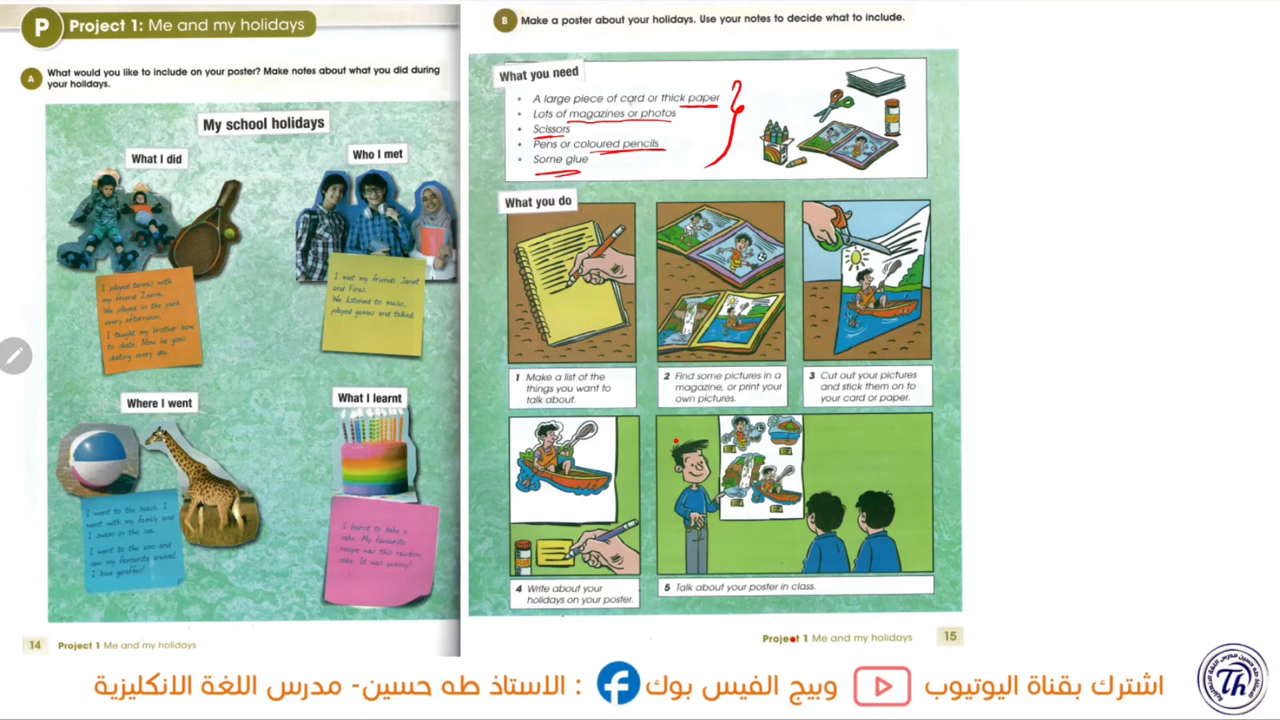 P Project 1: Me and my holidays
A What would you like to include on your poster? Make notes about what you did during
your holidays.
My school holidays
What I did
Who I met
I played tennis with
my friend Zeena.
We played in the park
every afternoon.
I taught my brother how
to skate. Now he goes
skating every day.
I met my friends Janet
and Firas.
We listened to music,
played games and talked.
Where I went
What I learnt
I went to the beach. I
went with my family and
I swam in the sea.
I went to the zoo and
saw my favourite animal.
I love giraffes!
I learnt to bake a
cake. My favourite
recipe was this rainbow
cake. It was yummy!
14 Project 1 Me and my holidays
B Make a poster about your holidays. Use your notes to decide what to include.
What you need
• A large piece of card or thick paper
• Lots of magazines or photos
• Scissors
• Pens or coloured pencils
• Some glue
What you do
1 Make a list of the
things you want to
talk about.
2 Find some pictures in a
magazine, or print your
own pictures.
3 Cut out your pictures
and stick them on to
your card or paper.
4 Write about your
holidays on your poster.
5 Talk about your poster in class.
Project 1 Me and my holidays 15
اشترك بقناة اليوتيوب وبيج الفيس بوك : الاستاذ طه حسين- مدرس اللغة الانكليزية
Th